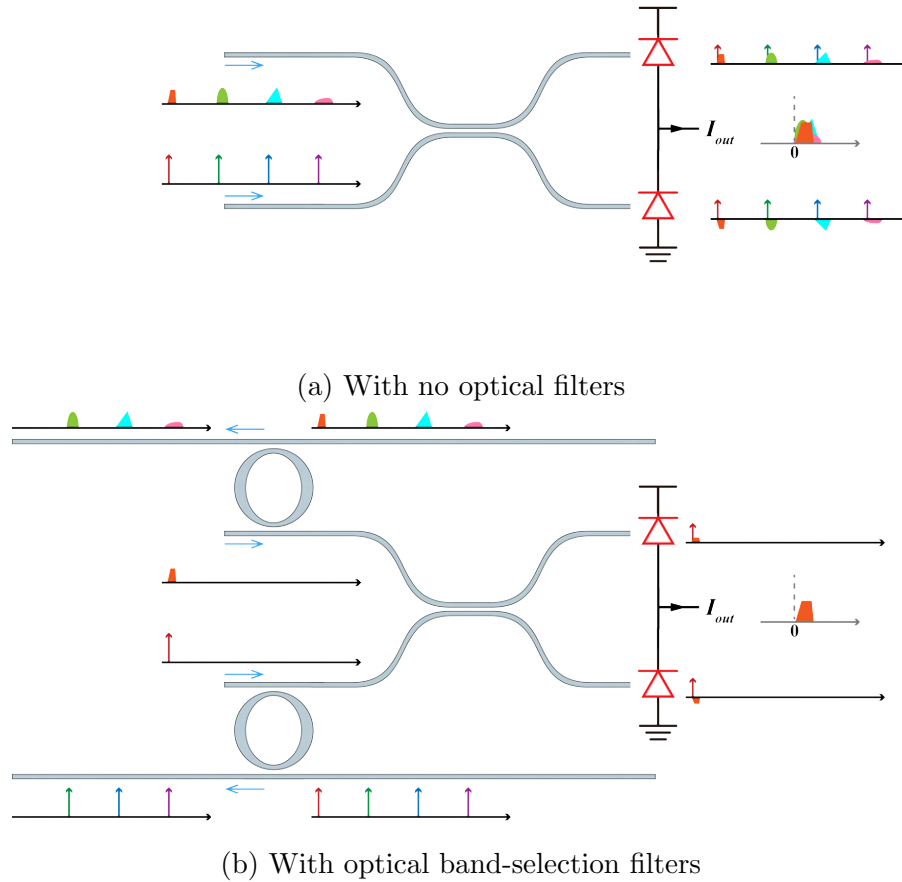 I_out
0
(a) With no optical filters
I_out
0
(b) With optical band-selection filters